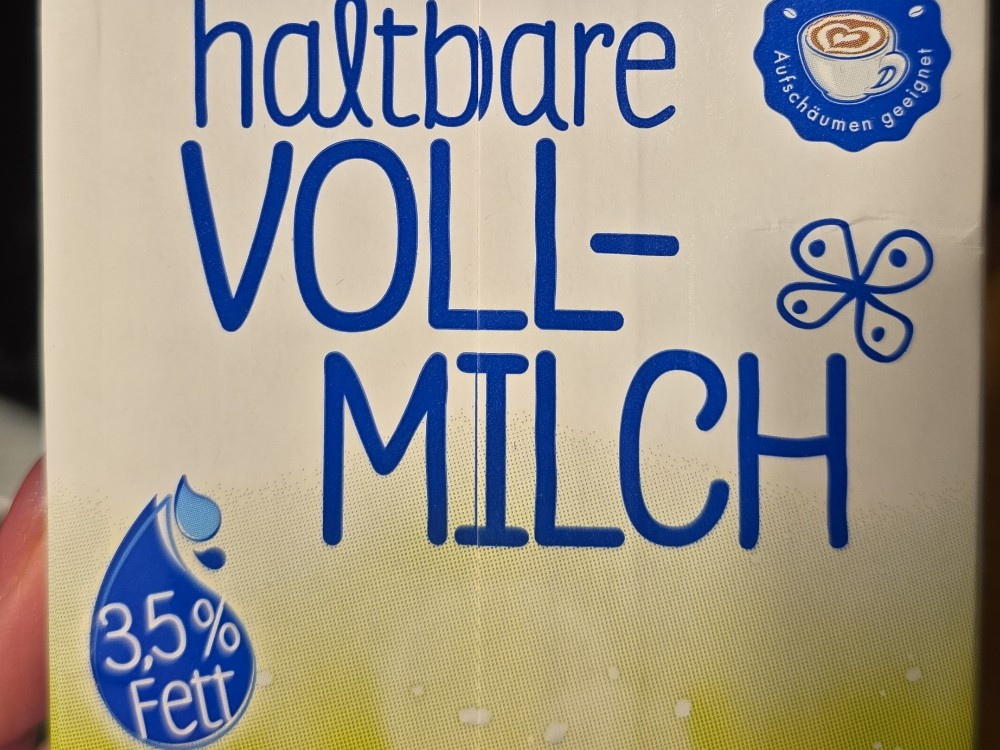 haltbare
VOLL-
MILCH
Aufschäumen geeignet
3,5%
Fett